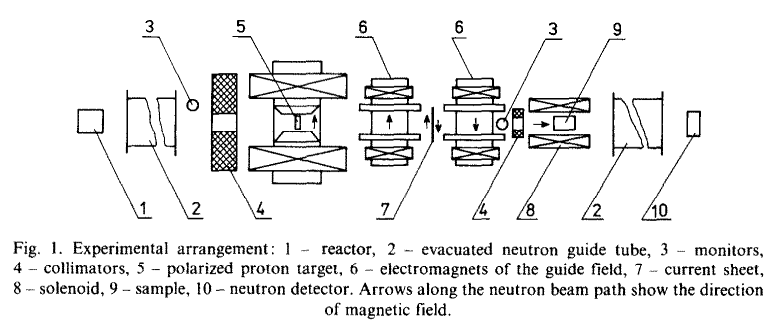 3 5 6 6 3 9
1 2 4 7 4 8 2 10
Fig. 1. Experimental arrangement: 1 – reactor, 2 – evacuated neutron guide tube, 3 – monitors,
4 – collimators, 5 – polarized proton target, 6 – electromagnets of the guide field, 7 – current sheet,
8 – solenoid, 9 – sample, 10 – neutron detector. Arrows along the neutron beam path show the direction
of magnetic field.